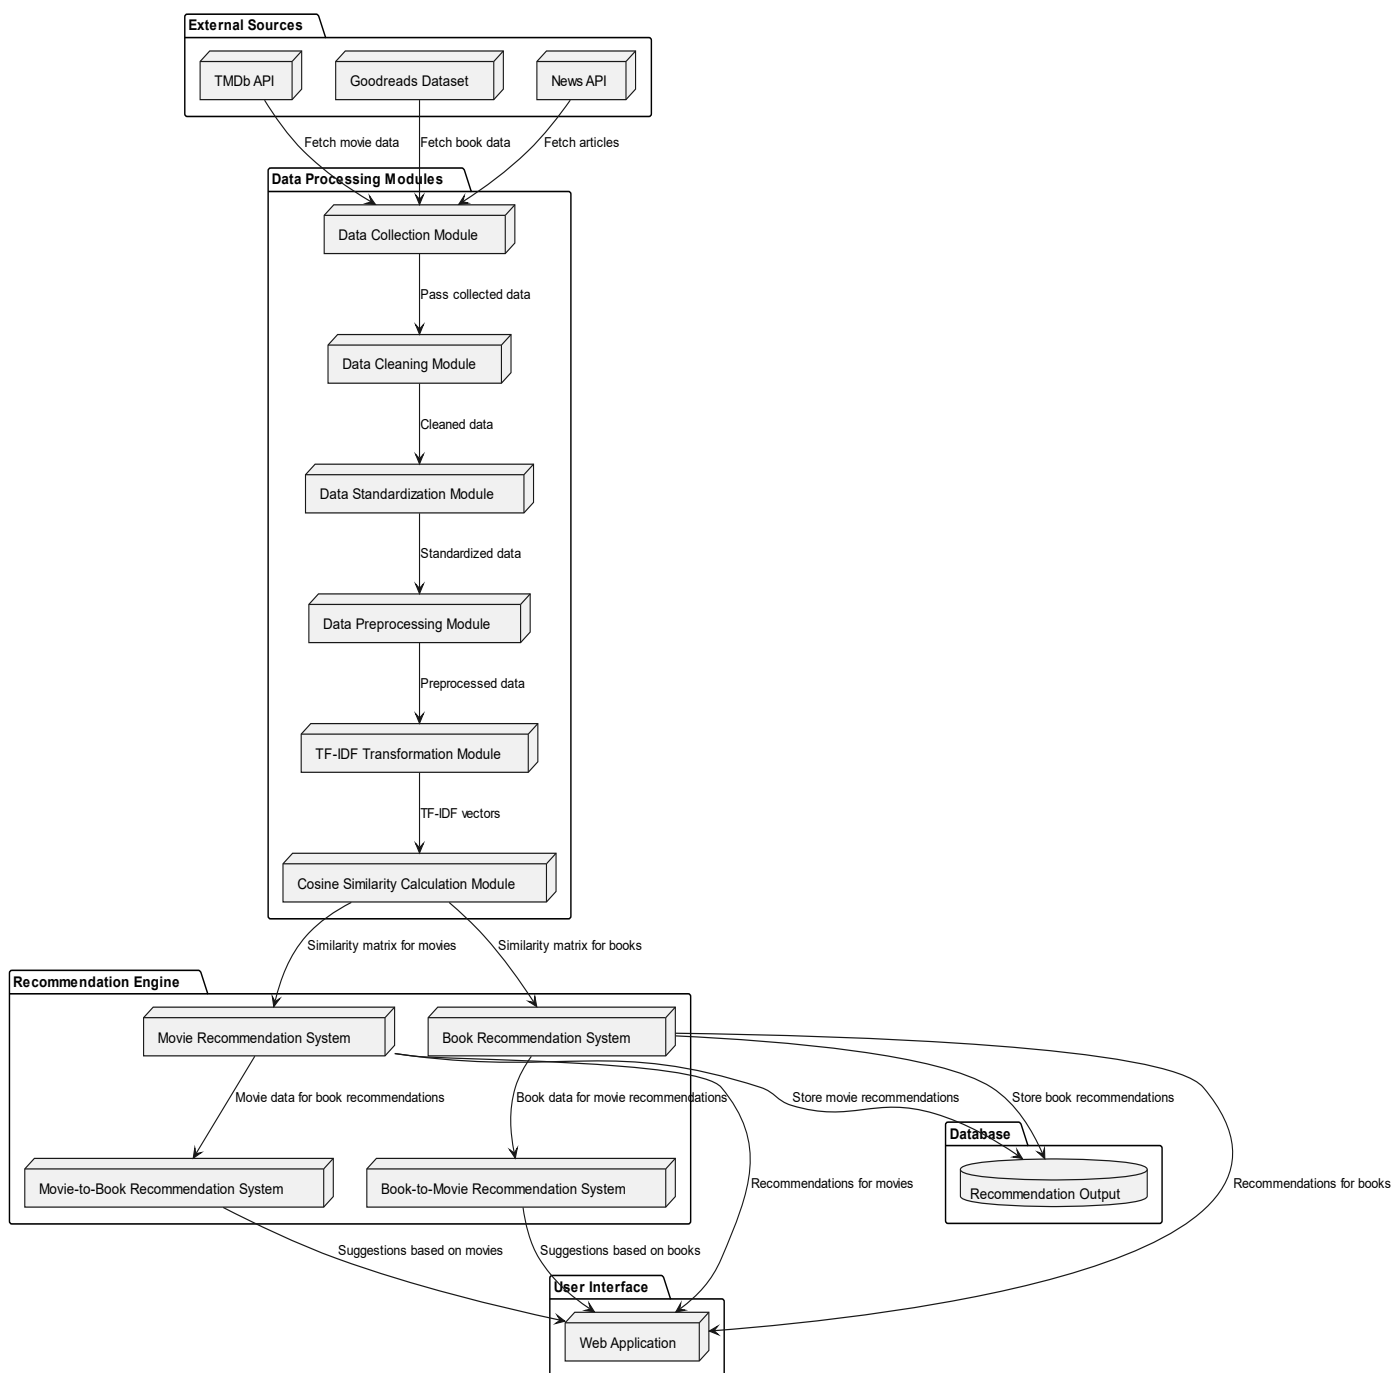 External Sources
TMDb API
Goodreads Dataset
News API
Fetch movie data
Fetch book data
Fetch articles
Data Processing Modules
Data Collection Module
Pass collected data
Data Cleaning Module
Cleaned data
Data Standardization Module
Standardized data
Data Preprocessing Module
Preprocessed data
TF-IDF Transformation Module
TF-IDF vectors
Cosine Similarity Calculation Module
Similarity matrix for movies
Similarity matrix for books
Recommendation Engine
Movie Recommendation System
Book Recommendation System
Movie data for book recommendations
Book data for movie recommendations
Store movie recommendations
Store book recommendations
Database
Movie-to-Book Recommendation System
Book-to-Movie Recommendation System
Recommendations for movies
Recommendation Output
Recommendations for books
Suggestions based on movies
Suggestions based on books
User Interface
Web Application